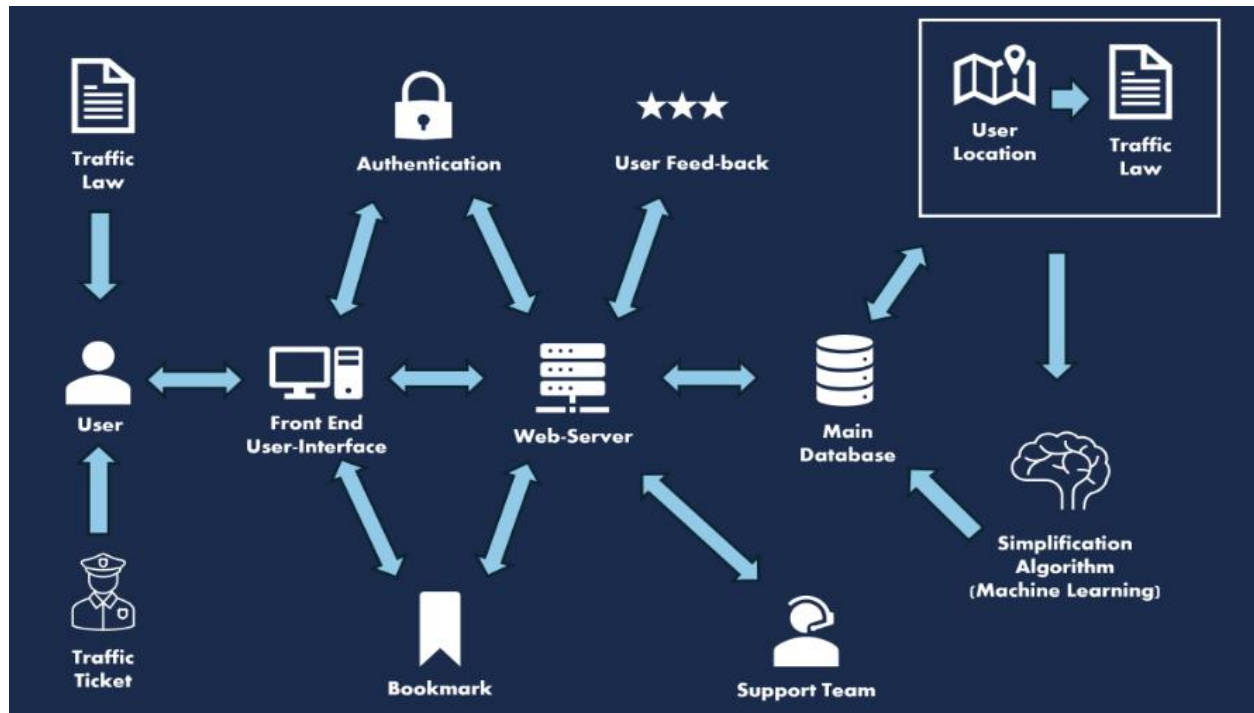 Traffic
Law
Authentication
User Feed-back
User
Location
Traffic
Law
User
Front End
User-Interface
Web-Server
Main
Database
Simplification
Algorithm
(Machine Learning)
Traffic
Ticket
Bookmark
Support Team